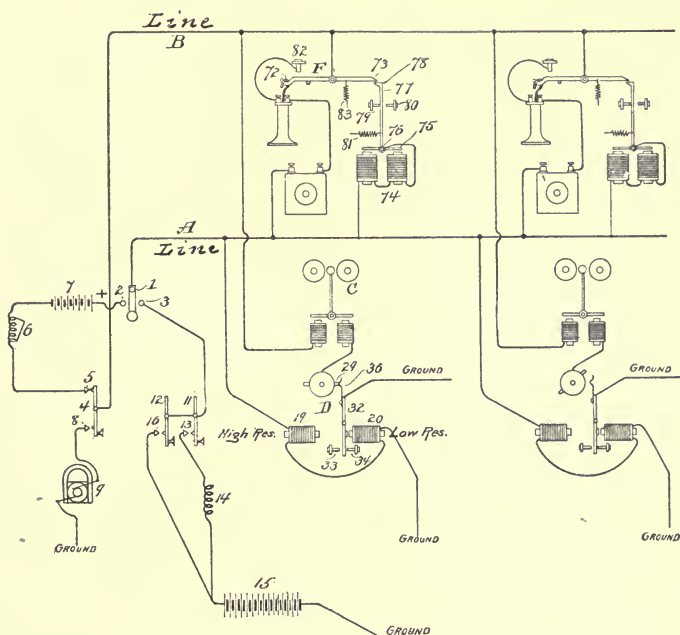 Line
B
82
72
F
73
78
77
83
79
80
81
76
75
74
A
Line
7
+
2
1
3
C
6
5
4
8
12
11
16
13
29
30
GROUND
D
32
19
20
High Res.
Low Res.
33
34
9
14
GROUND
GROUND
GROUND
15
GROUND